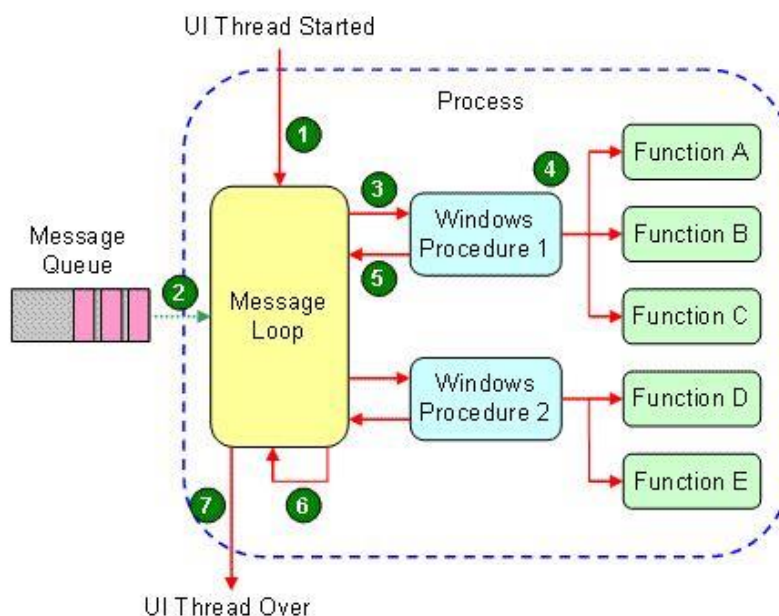 UI Thread Started
Process
1
Function A
3
4
Windows
Procedure 1
Function B
Message
Queue
5
2
Message
Loop
Function C
Windows
Procedure 2
Function D
Function E
6
7
UI Thread Over